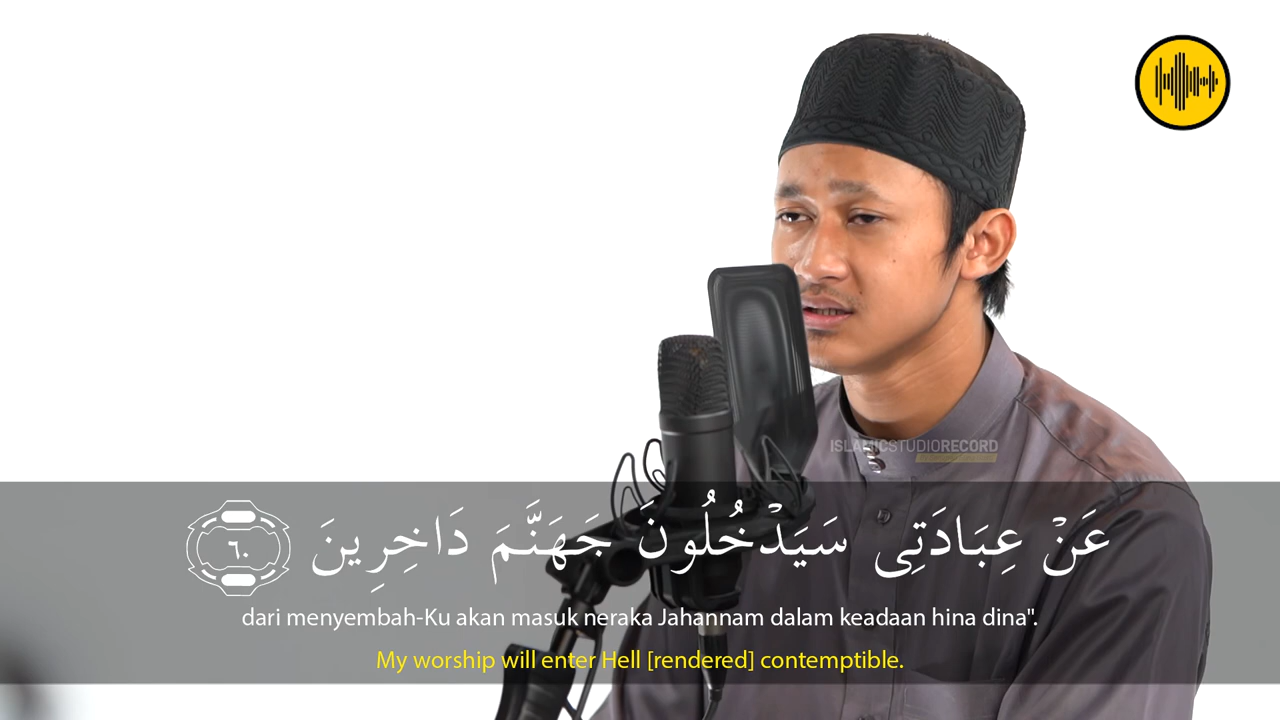 ISLAMICSTUDIORECORD
عَنْ عِبَادَتِى سَيَدْخُلُونَ جَهَنَّمَ دَاخِرِينَ ٦٠
dari menyembah-Ku akan masuk neraka Jahannam dalam keadaan hina dina".
My worship will enter Hell [rendered] contemptible.